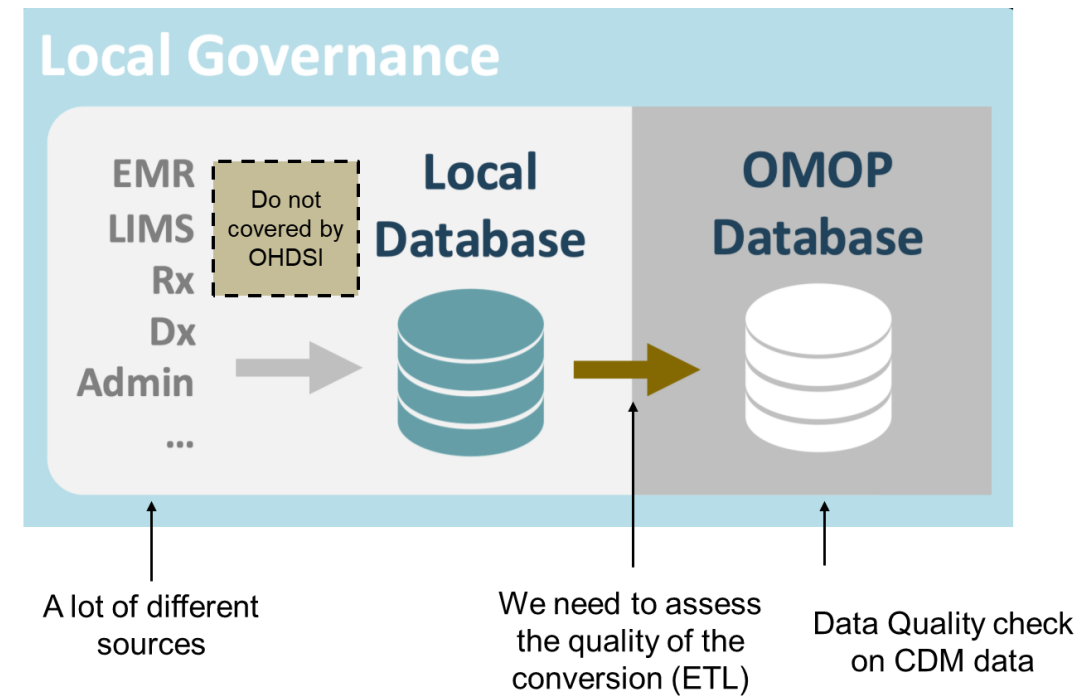 Local Governance
EMR
LIMS
Rx
Dx
Admin
...
Do not
covered by
OHDSI
Local
Database
OMOP
Database
A lot of different
sources
We need to assess
the quality of the
conversion (ETL)
Data Quality check
on CDM data